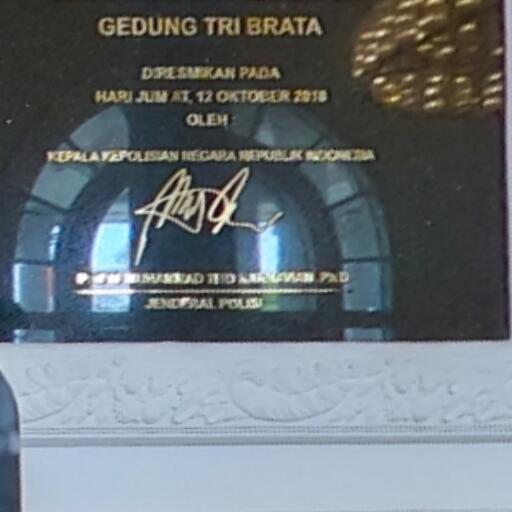 GEDUNG TRI BRATA
DIRESMIKAN PADA
HARI JUM AT, 12 OKTOBER 2018
OLEH
KEPALA KEPOLISIAN NEGARA REPUBLIK INDONESIA
MUHAMMAD TITO KARNAVIAN PH.D
JENDERAL POLISI